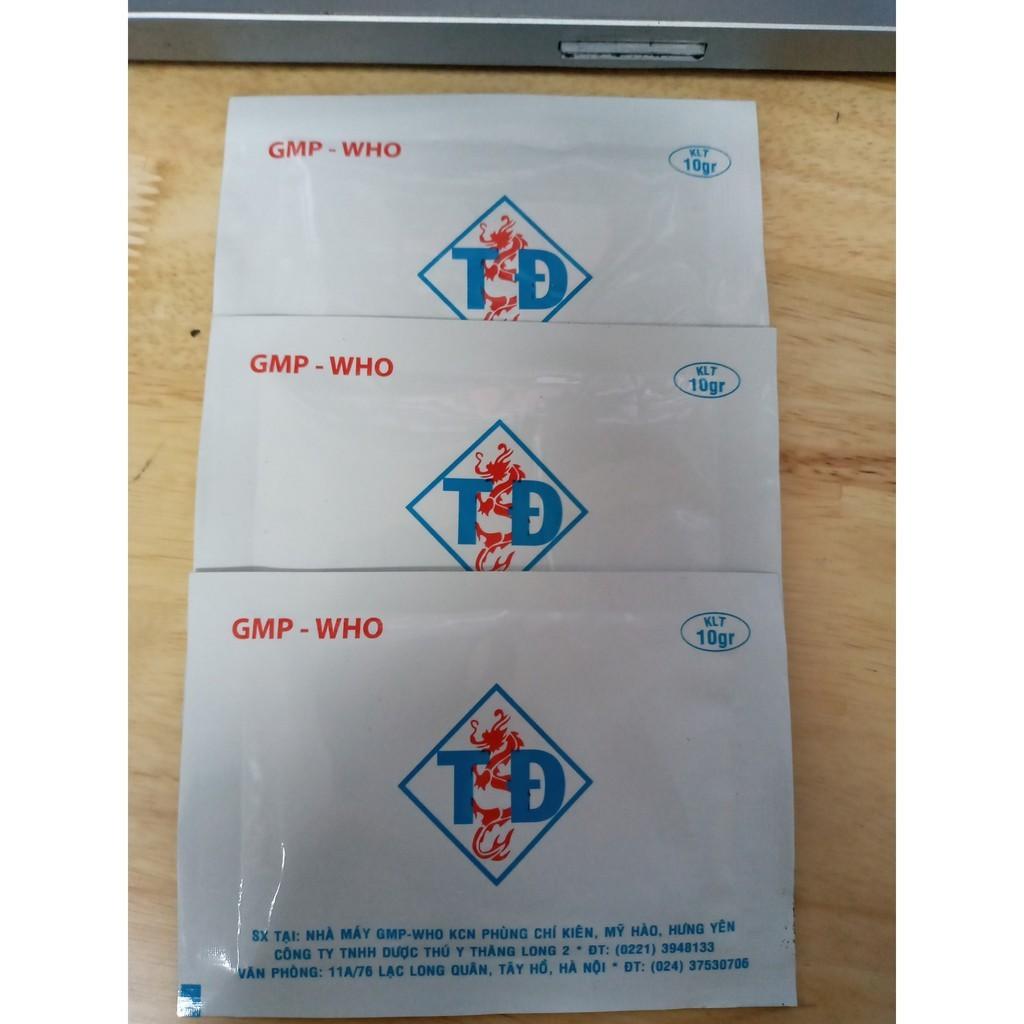 GMP - WHO
KLT
10gr
TĐ
GMP - WHO
KLT
10gr
TĐ
GMP - WHO
KLT
10gr
TĐ
SX TẠI: NHÀ MÁY GMP-WHO KCN PHÙNG CHÍ KIÊN, MỸ HÀO, HƯNG YÊN
CÔNG TY TNHH DƯỢC THÚ Y THĂNG LONG 2 * ĐT: (0221) 3948133
VĂN PHÒNG: 11A/76 LẠC LONG QUÂN, TÂY HỒ, HÀ NỘI * ĐT: (024) 37530706